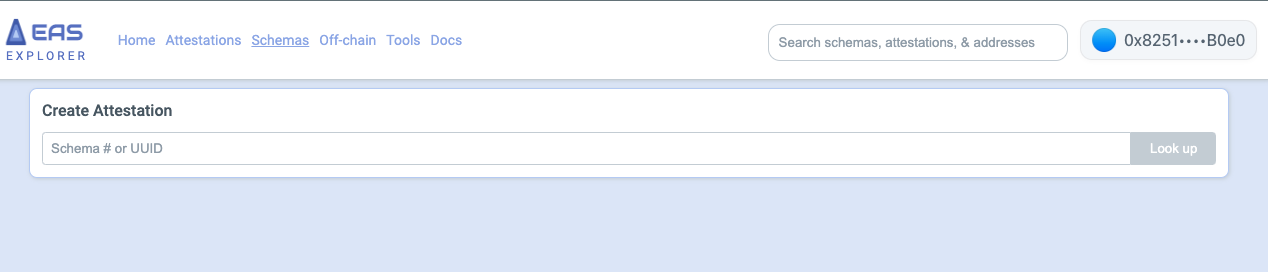 EAS
EXPLORER
Home Attestations Schemas Off-chain Tools Docs
Search schemas, attestations, & addresses
0x8251••••B0e0
Create Attestation
Schema # or UUID
Look up